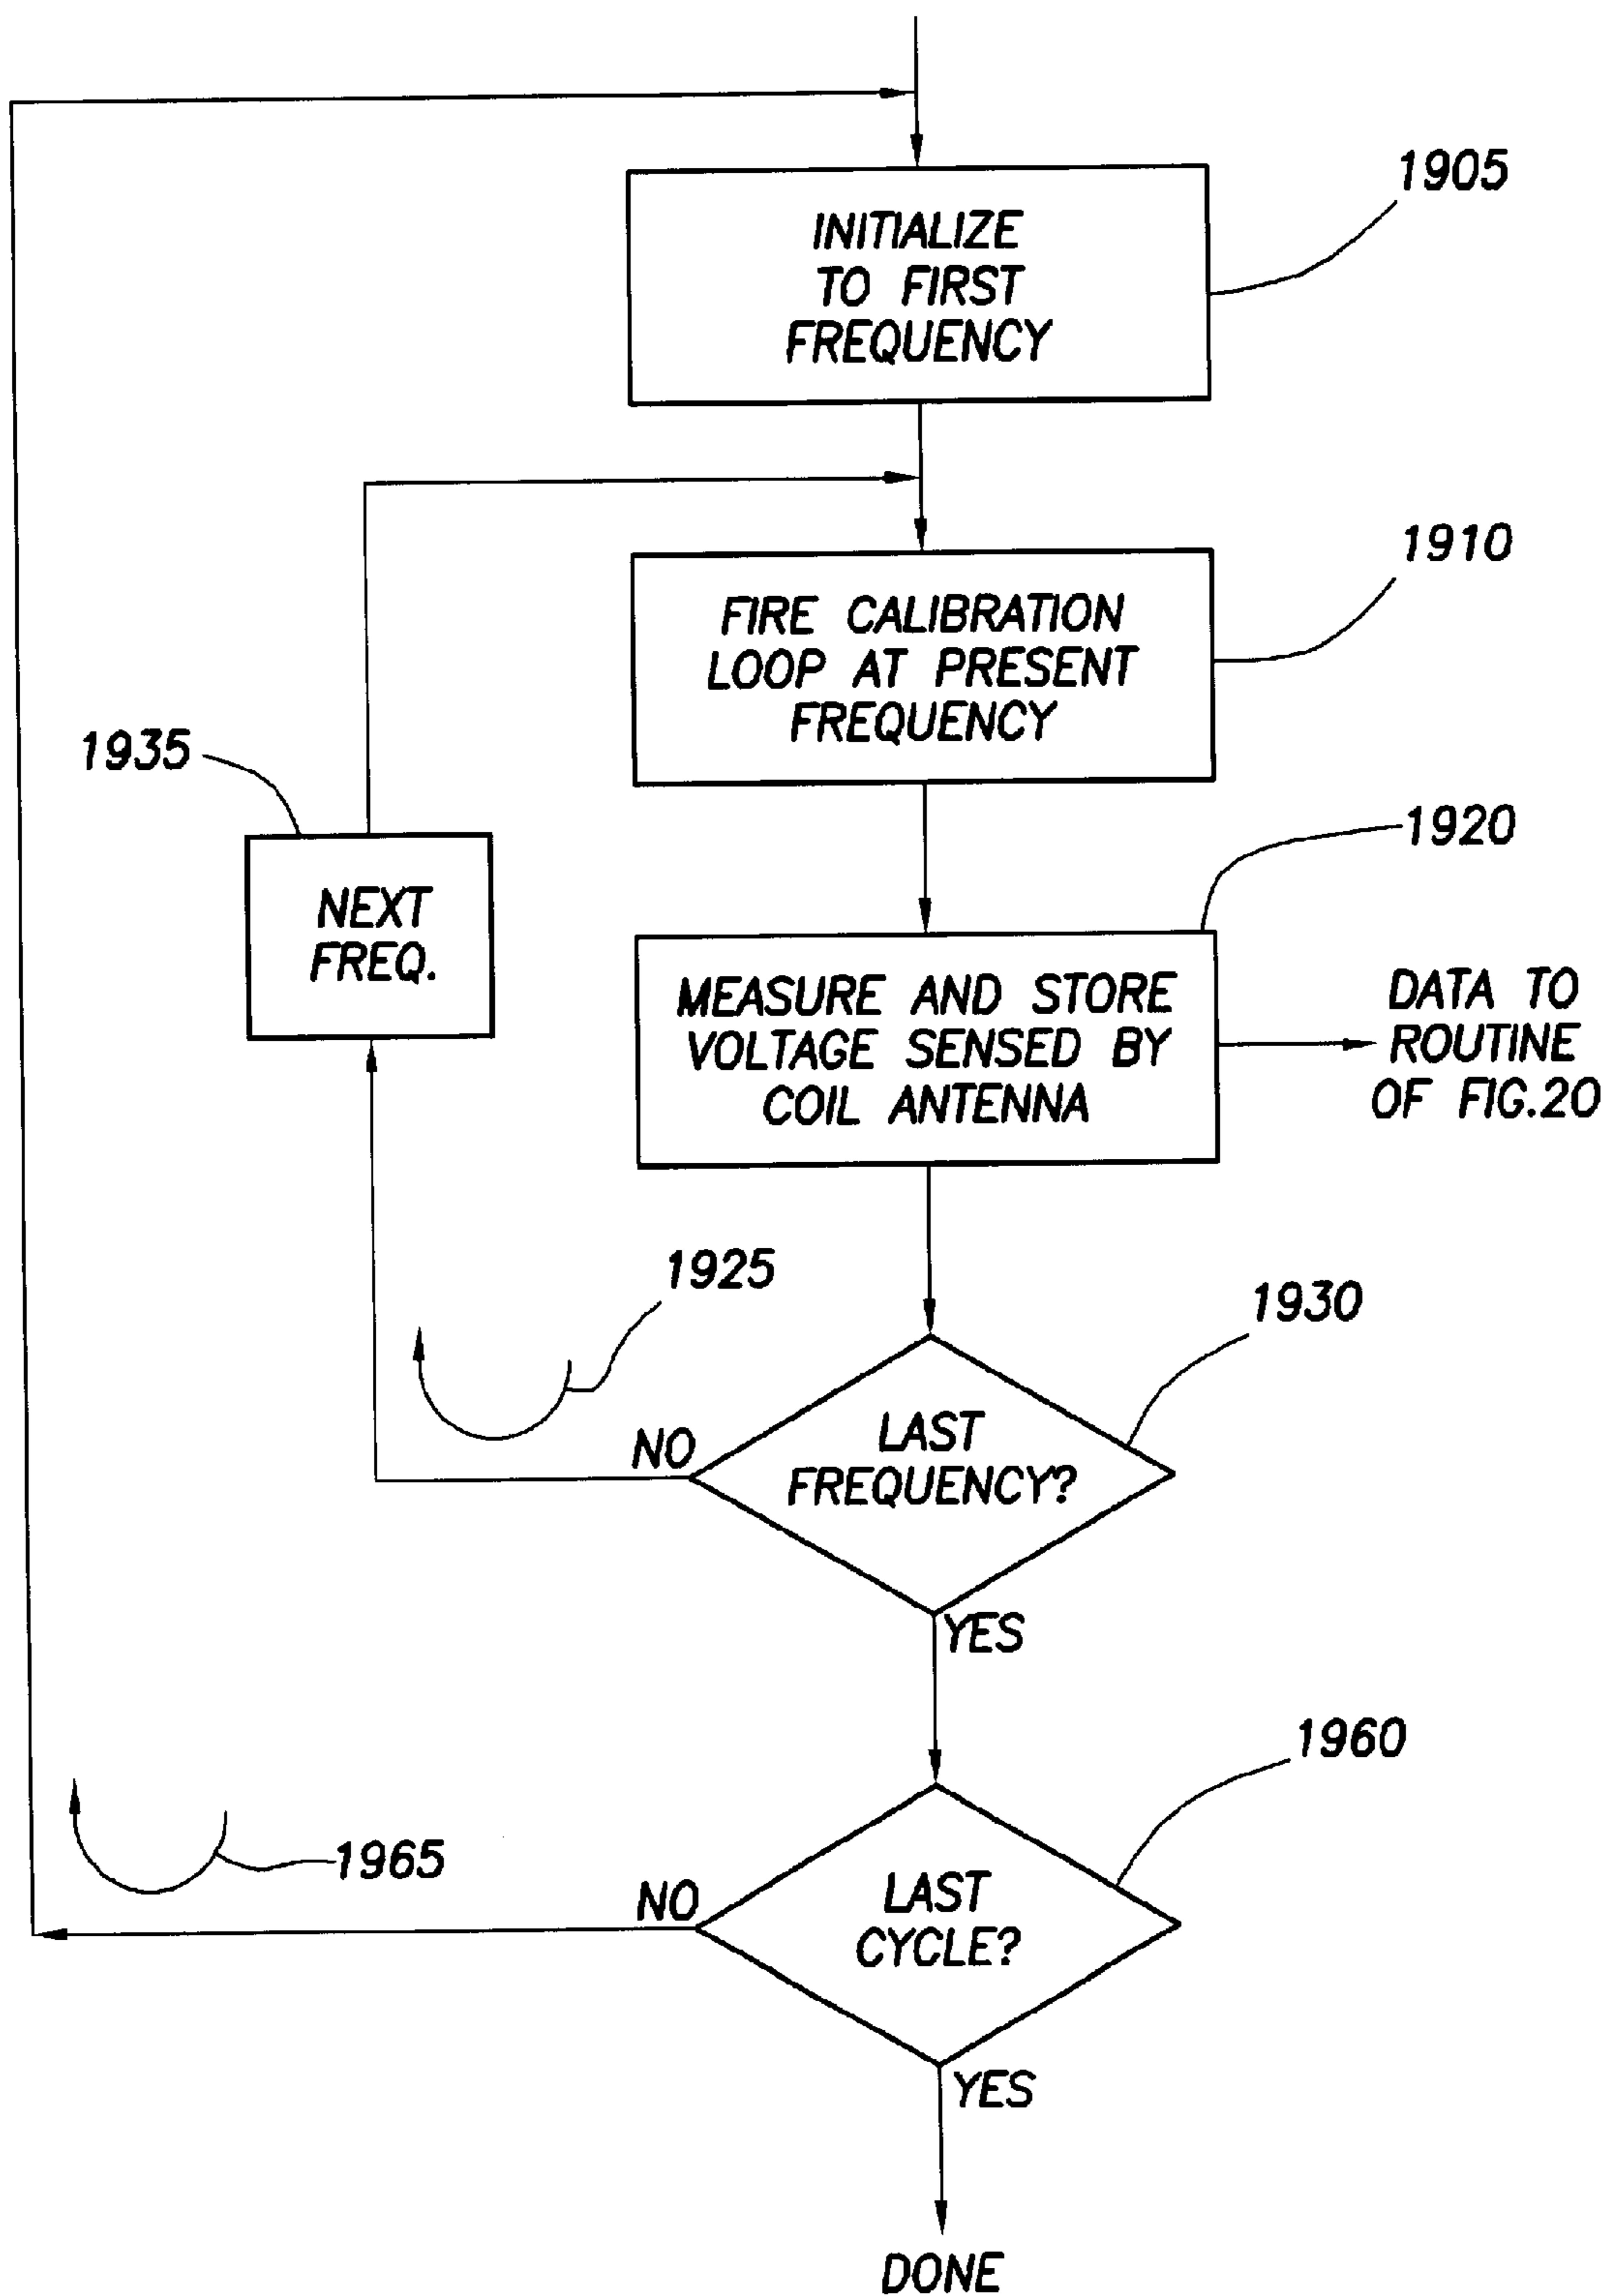 1905
INITIALIZE
TO FIRST
FREQUENCY
1910
FIRE CALIBRATION
LOOP AT PRESENT
FREQUENCY
1935
NEXT
FREQ.
1920
MEASURE AND STORE
VOLTAGE SENSED BY
COIL ANTENNA
DATA TO
ROUTINE
OF FIG.20
1925
1930
LAST
FREQUENCY?
NO
YES
1960
1965
LAST
CYCLE?
NO
YES
DONE